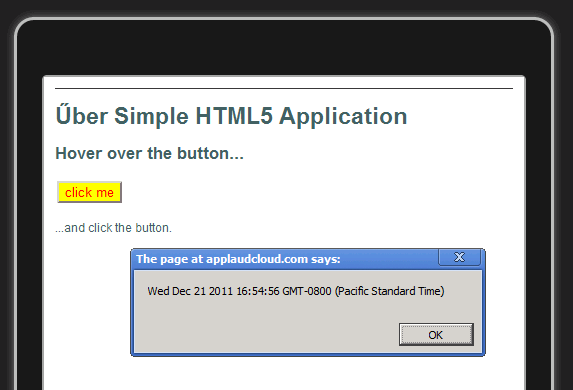 Űber Simple HTML5 Application
Hover over the button...
click me
...and click the button.
The page at applaudcloud.com says:
Wed Dec 21 2011 16:54:56 GMT-0800 (Pacific Standard Time)
OK